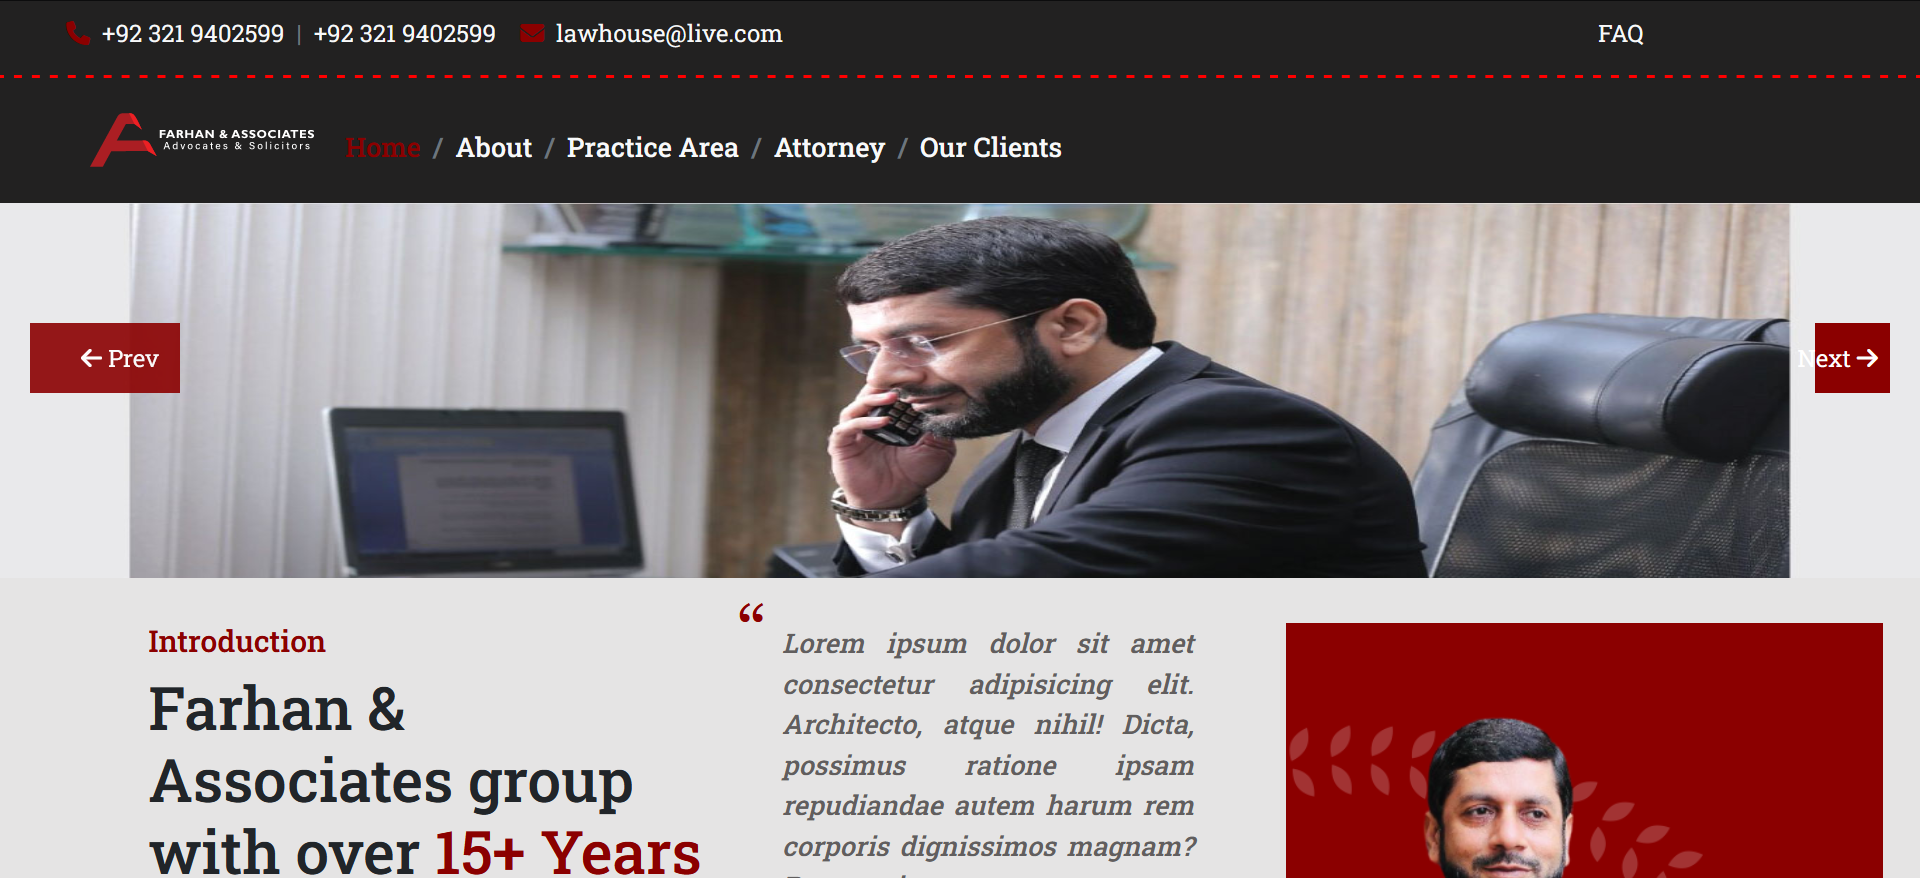 +92 321 9402599 | +92 321 9402599 lawhouse@live.com FAQ
FARHAN & ASSOCIATES
Advocates & Solicitors
Home / About / Practice Area / Attorney / Our Clients
Prev
Next
Introduction
Farhan &
Associates group
with over 15+ Years
“
Lorem ipsum dolor sit amet
consectetur adipisicing elit.
Architecto, atque nihil! Dicta,
possimus ratione ipsam
repudiandae autem harum rem
corporis dignissimos magnam?